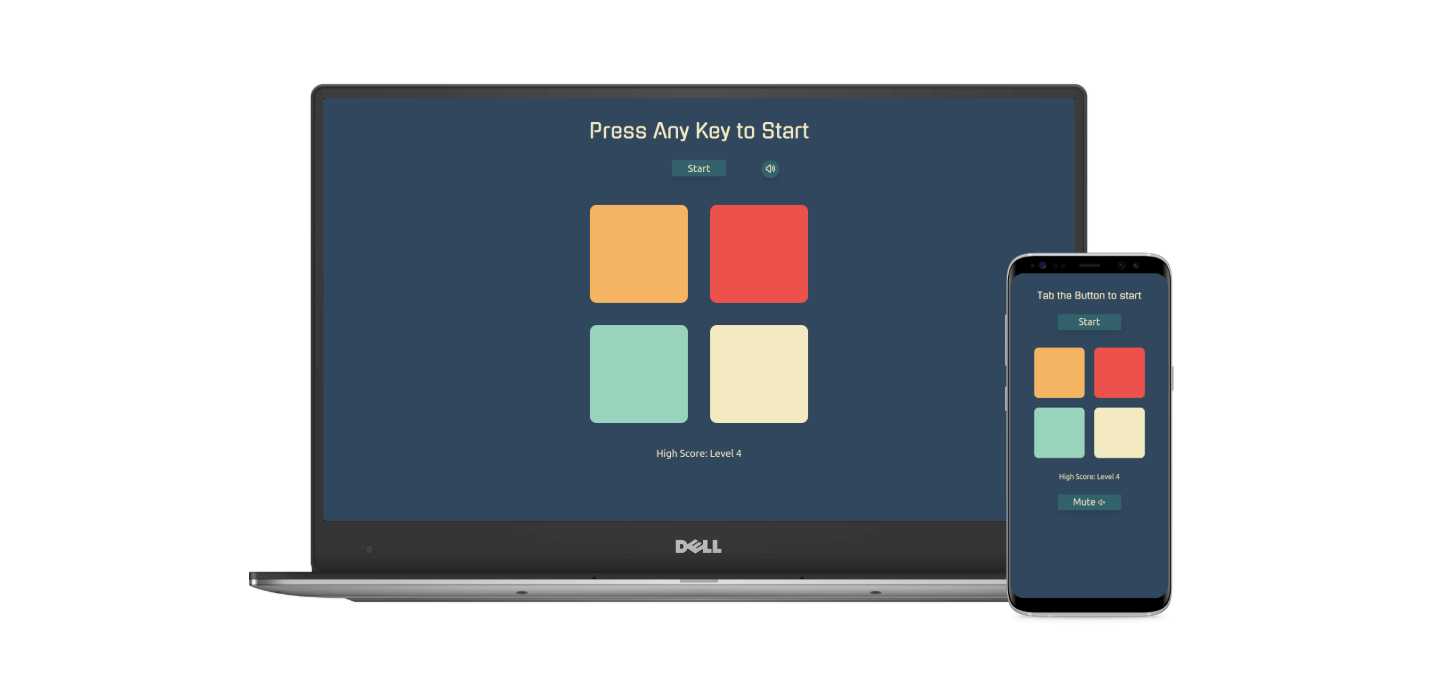 Press Any Key to Start
Start
High Score: Level 4
DELL
Tab the Button to start
Start
High Score: Level 4
Mute